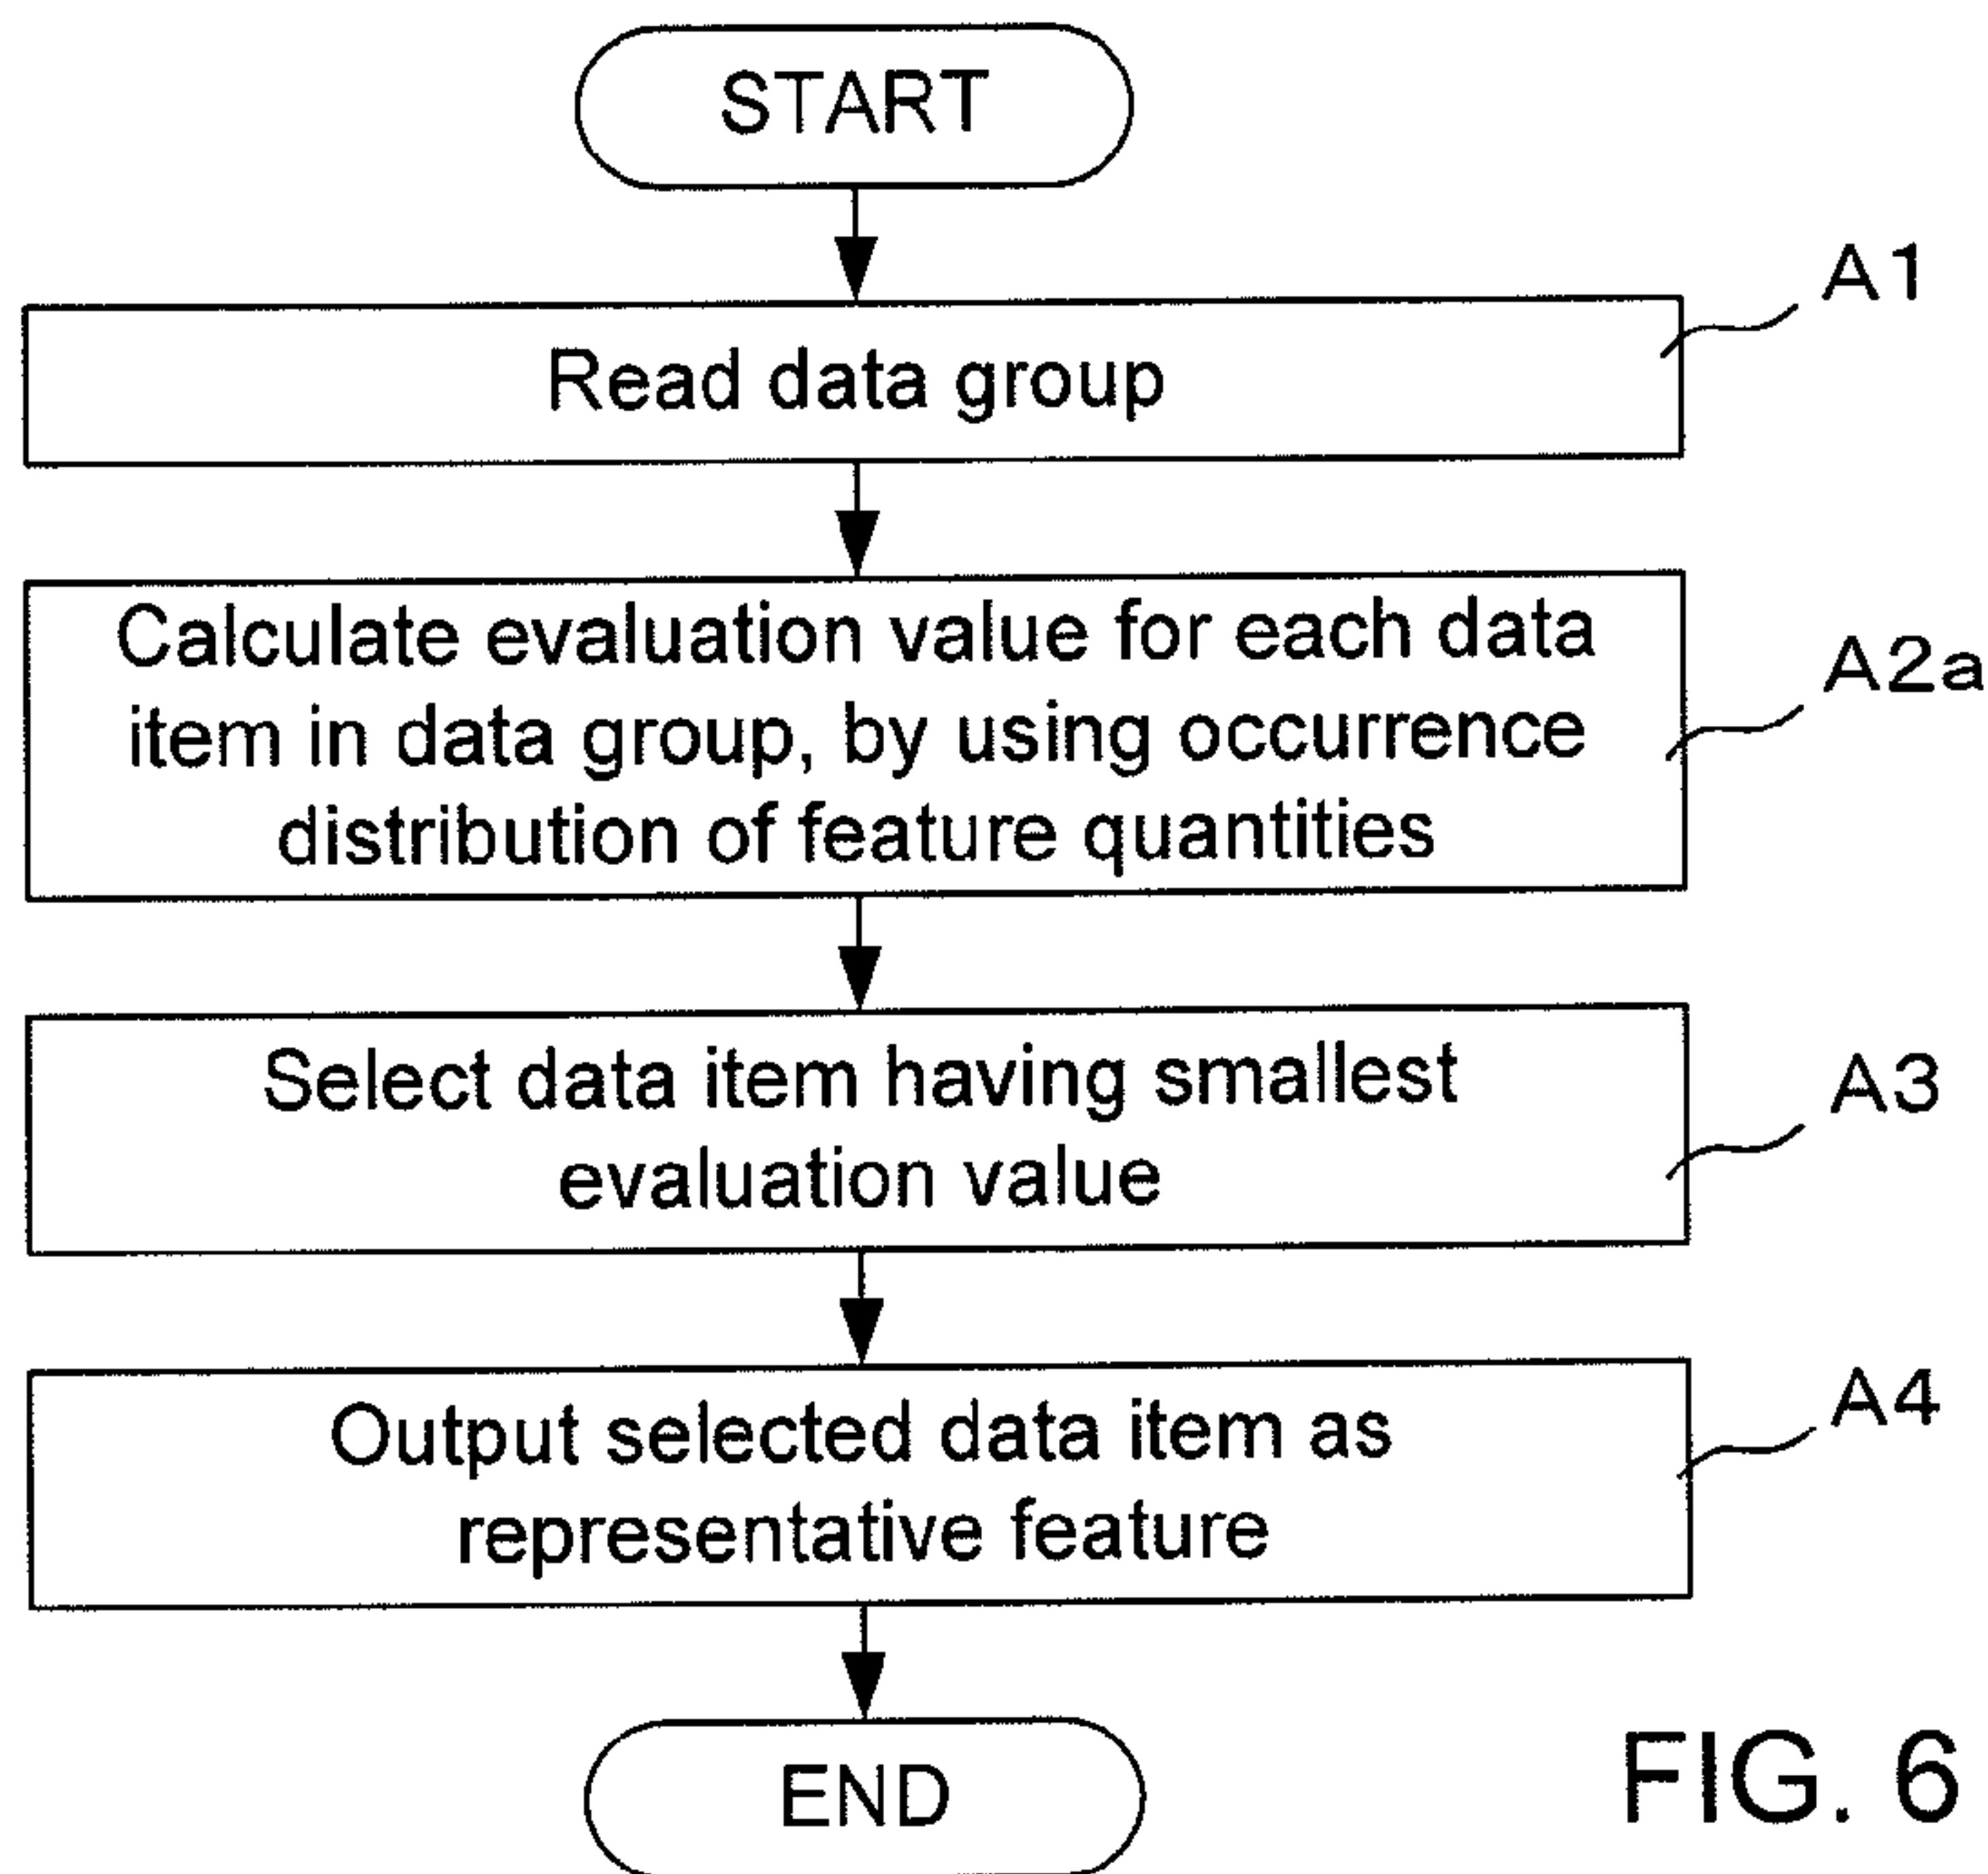 START
A1
Read data group
Calculate evaluation value for each data
item in data group, by using occurrence
distribution of feature quantities
A2a
Select data item having smallest
evaluation value
A3
Output selected data item as
representative feature
A4
END
FIG. 6